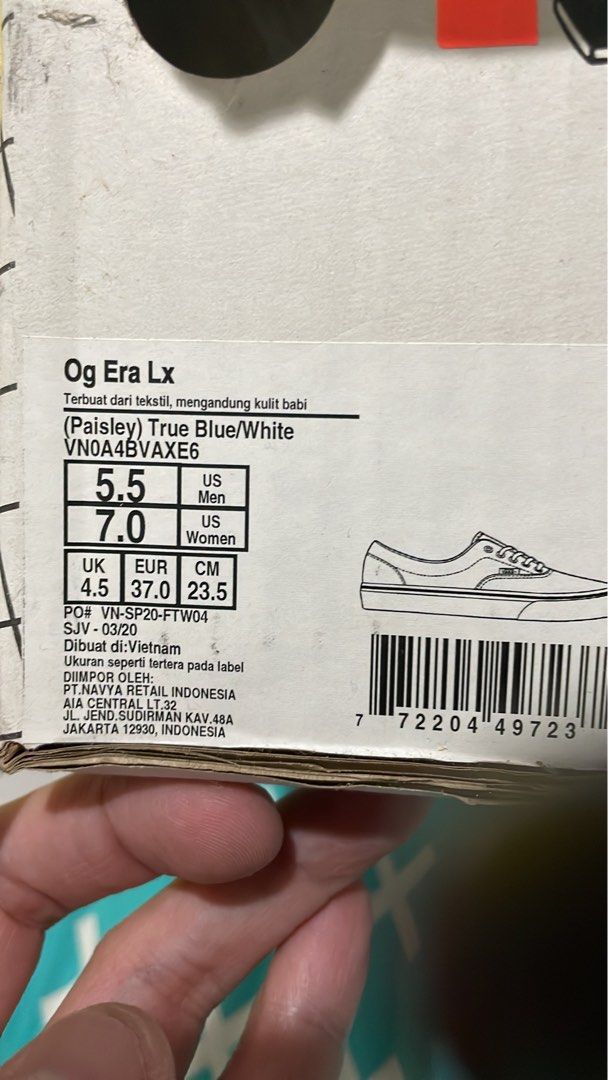 Og Era Lx
Terbuat dari tekstil, mengandung kulit babi
(Paisley) True Blue/White
VN0A4BVAXE6
5.5 US Men
7.0 US Women
UK EUR CM
4.5 37.0 23.5
PO# VN-SP20-FTW04
SJV - 03/20
Dibuat di:Vietnam
Ukuran seperti tertera pada label
DIIMPOR OLEH:
PT.NAVYA RETAIL INDONESIA
AIA CENTRAL LT.32
JL. JEND.SUDIRMAN KAV.48A
JAKARTA 12930, INDONESIA
7 72204 49723